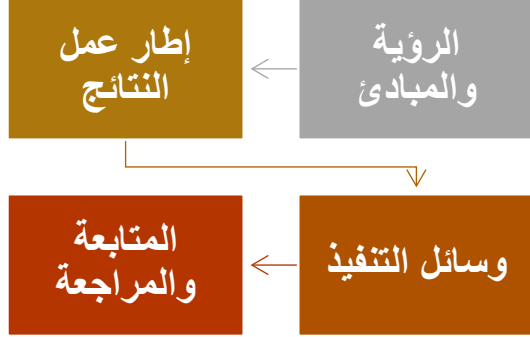 الرؤية
والمبادئ
إطار عمل
النتائج
وسائل التنفيذ
المتابعة
والمراجعة